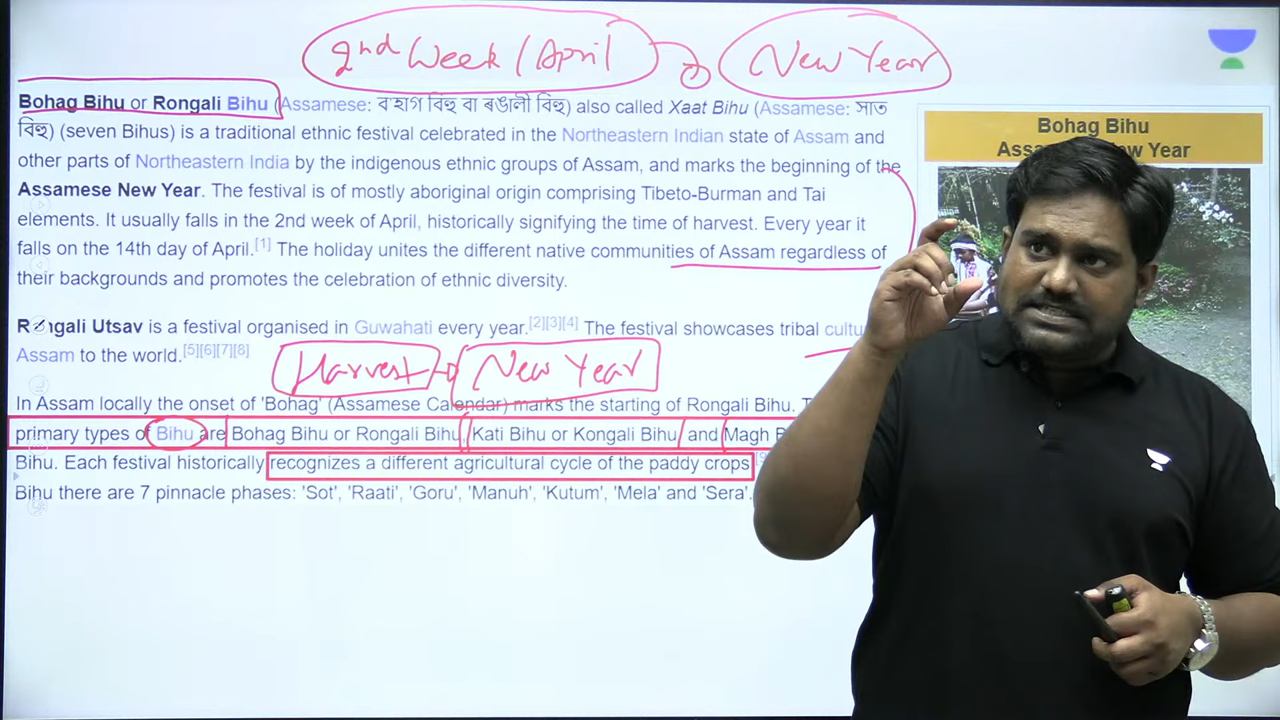 2nd Week / April New Year
Bohag Bihu or Rongali Bihu (Assamese: ব'হাগ বিহু বা ৰঙালী বিহু) also called Xaat Bihu (Assamese: সাত
বিহু) (seven Bihus) is a traditional ethnic festival celebrated in the Northeastern Indian state of Assam and
other parts of Northeastern India by the indigenous ethnic groups of Assam, and marks the beginning of the
Assamese New Year. The festival is of mostly aboriginal origin comprising Tibeto-Burman and Tai
elements. It usually falls in the 2nd week of April, historically signifying the time of harvest. Every year it
falls on the 14th day of April.[1] The holiday unites the different native communities of Assam regardless of
their backgrounds and promotes the celebration of ethnic diversity.
Rongali Utsav is a festival organised in Guwahati every year.[2][3][4] The festival showcases tribal
Assam to the world.[5][6][7][8]
Harvest New Year
In Assam locally the onset of 'Bohag' (Assamese Calendar) marks the starting of Rongali Bihu.
primary types of Bihu are Bohag Bihu or Rongali Bihu, Kati Bihu or Kongali Bihu, and Magh
Bihu. Each festival historically recognizes a different agricultural cycle of the paddy crops.
Bihu there are 7 pinnacle phases: 'Sot', 'Raati', 'Goru', 'Manuh', 'Kutum', 'Mela' and 'Sera'.
Bohag Bihu
Year